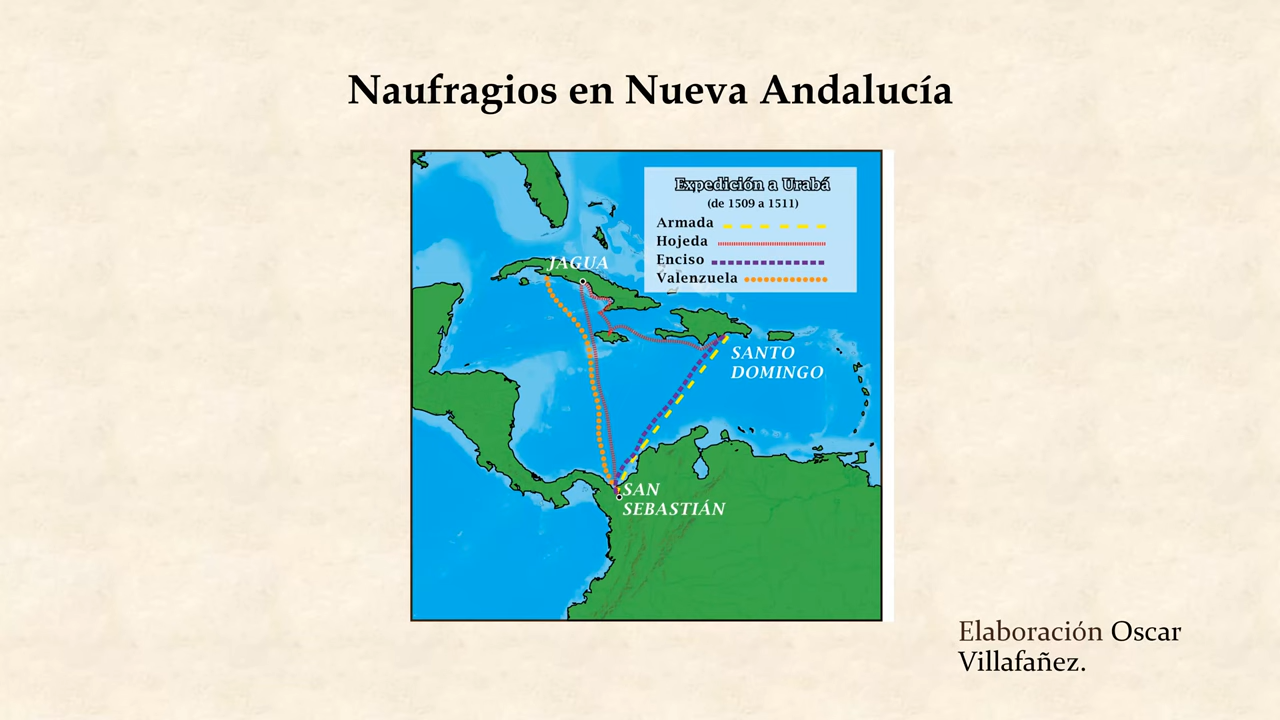 Naufragios en Nueva Andalucía
Expedición a Urabá
(de 1509 a 1511)
Armada
Hojeda
Enciso
Valenzuela
JAGUA
SANTO
DOMINGO
SAN
SEBASTIÁN
Elaboración Oscar
Villafañez.